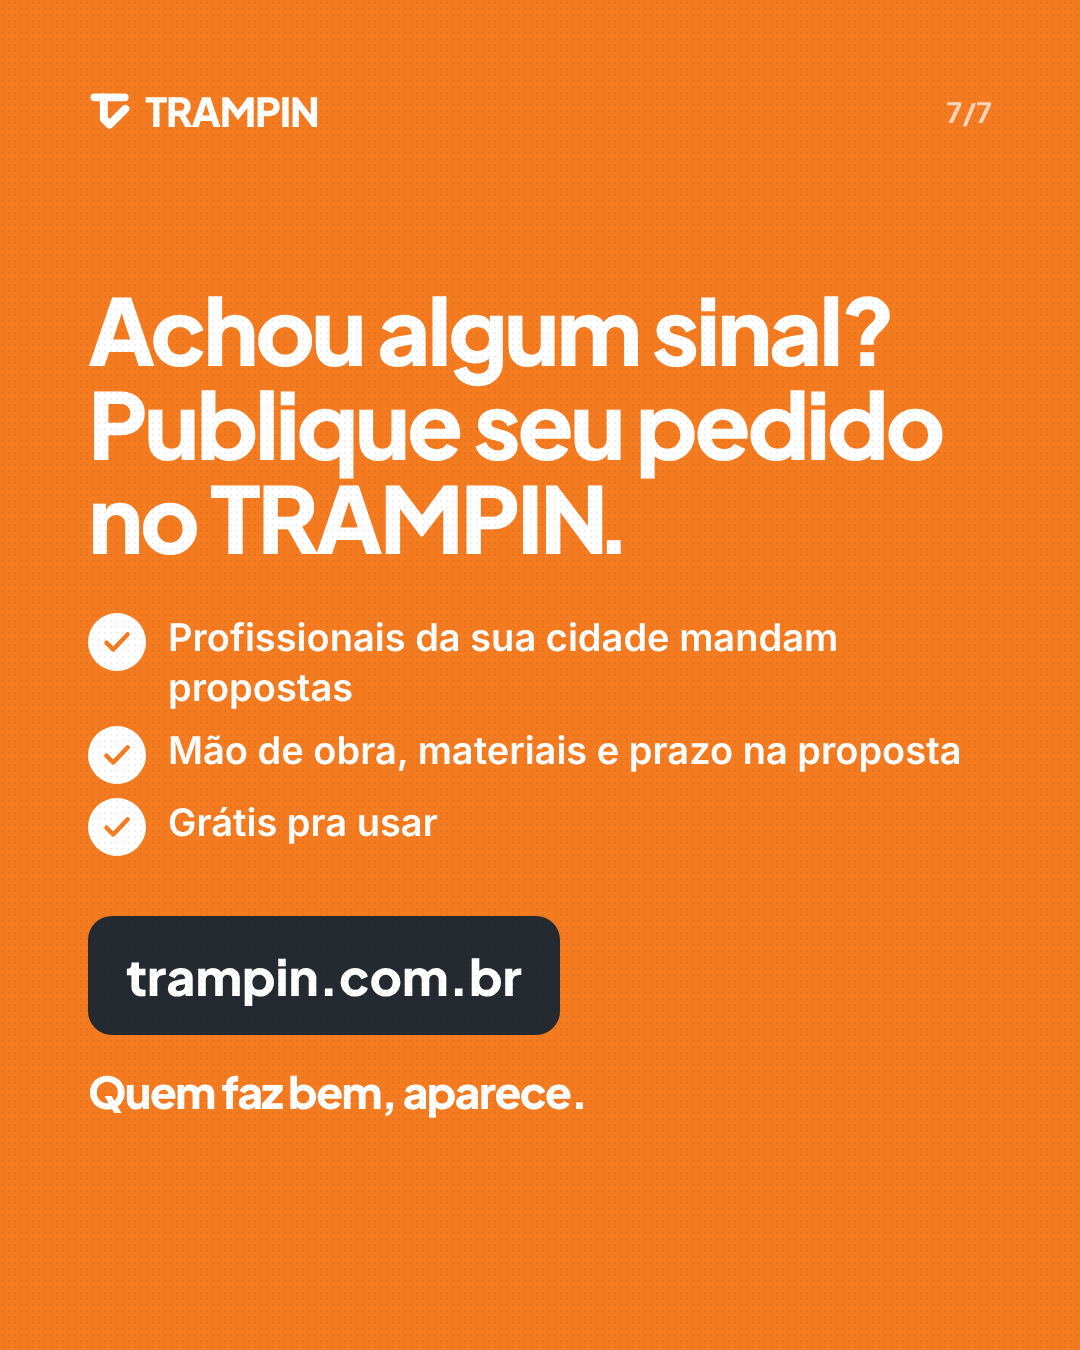 TRAMPIN
7/7
Achou algum sinal?
Publique seu pedido
no TRAMPIN.
Profissionais da sua cidade mandam
propostas
Mão de obra, materiais e prazo na proposta
Grátis pra usar
trampin.com.br
Quem faz bem, aparece.